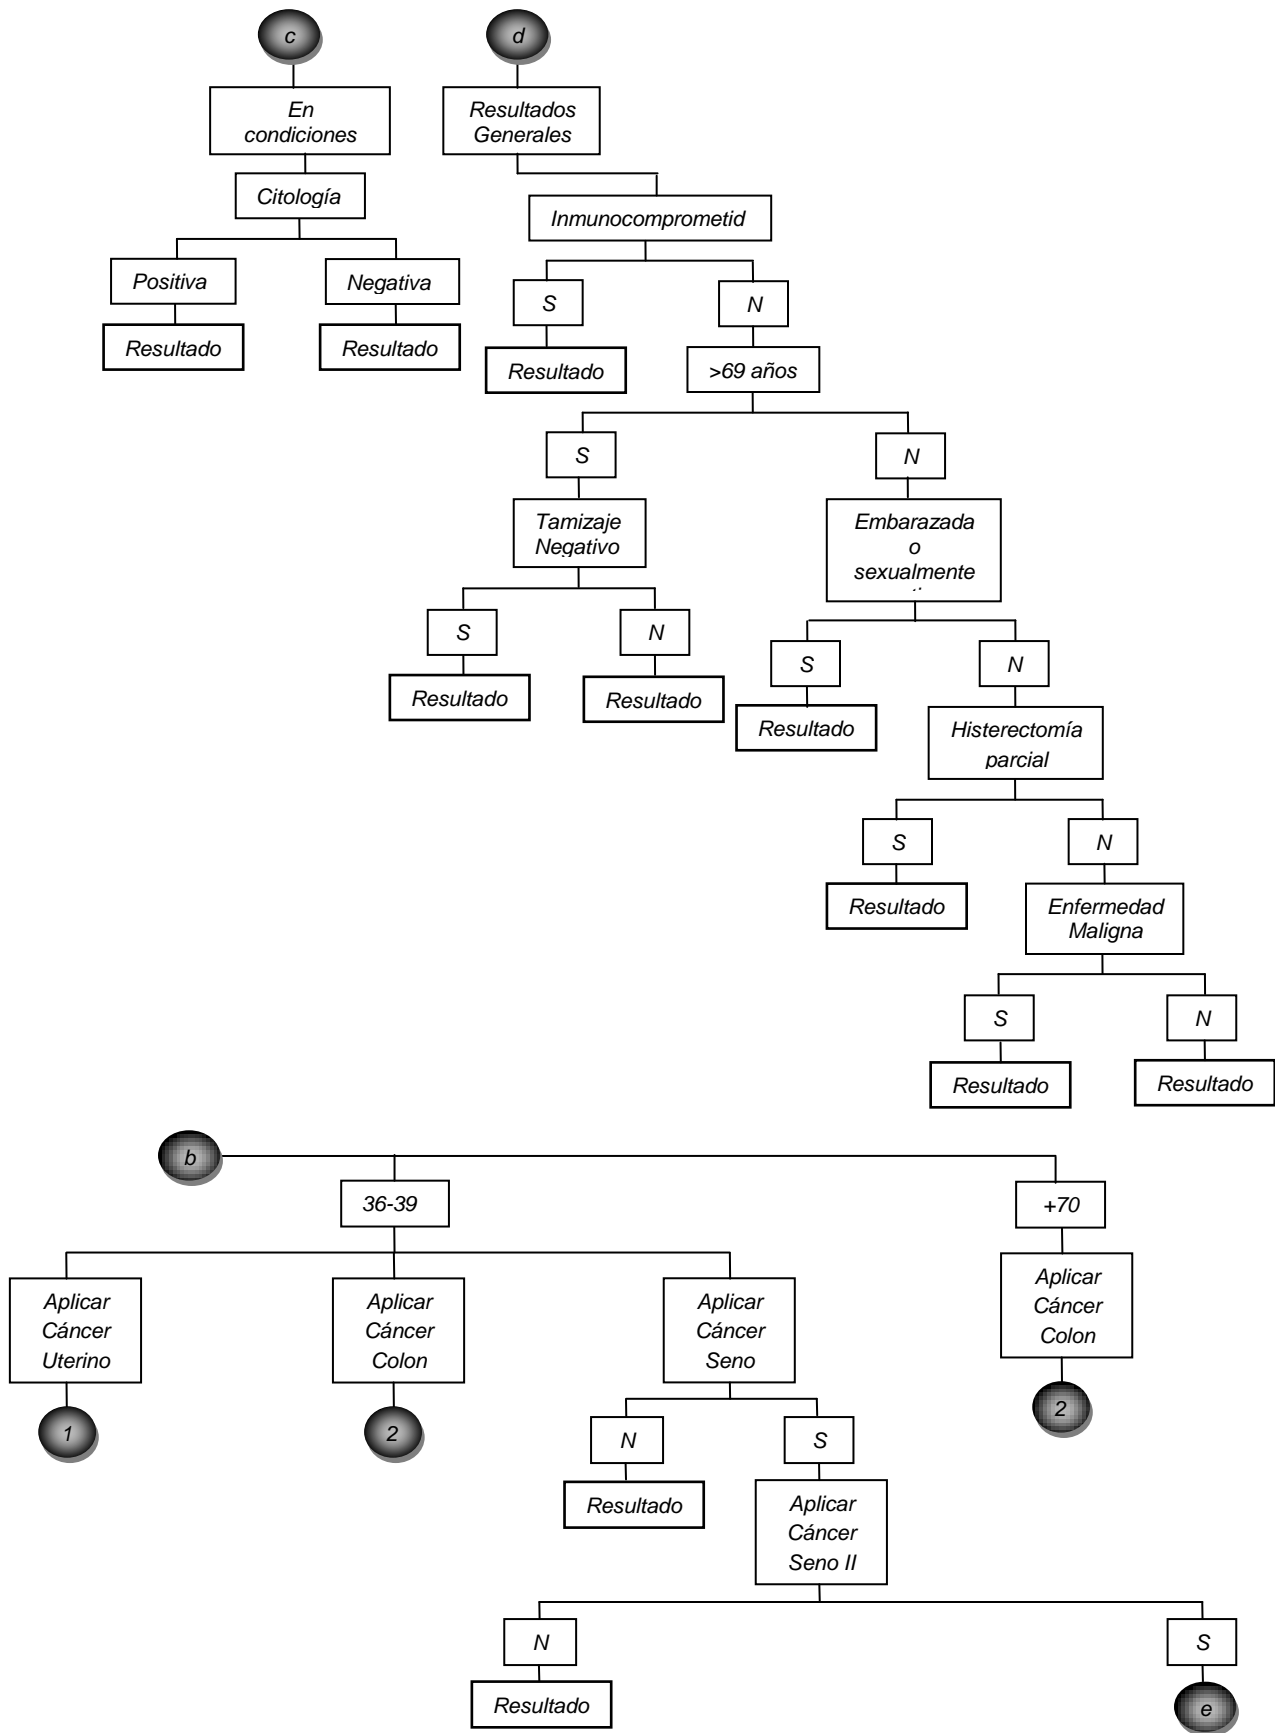 c
d
En
condiciones
Resultados
Generales
Citología
Inmunocomprometid
Positiva
Negativa
S
N
Resultado
Resultado
Resultado
>69 años
S
N
Tamizaje
Negativo
Embarazada
o
sexualmente
S
N
S
N
Resultado
Resultado
Resultado
Histerectomía
parcial
S
N
Resultado
Enfermedad
Maligna
S
N
Resultado
Resultado
b
36-39
+70
Aplicar
Cáncer
Uterino
Aplicar
Cáncer
Colon
Aplicar
Cáncer
Seno
Aplicar
Cáncer
Colon
1
2
N
S
2
Resultado
Aplicar
Cáncer
Seno II
N
S
Resultado
e